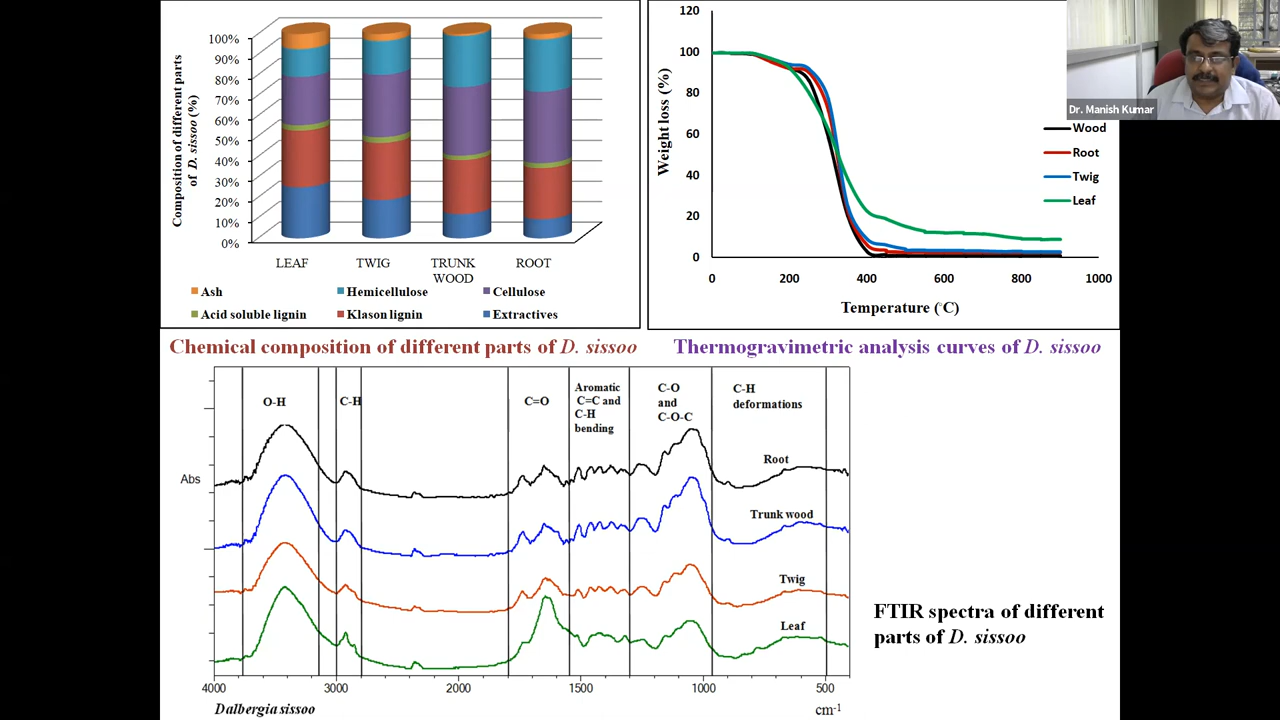 100%
90%
80%
70%
60%
50%
40%
30%
20%
10%
0%
Composition of different parts
of D. sissoo (%)
LEAF TWIG TRUNK WOOD ROOT
Ash Hemicellulose Cellulose
Acid soluble lignin Klason lignin Extractives
120
100
80
60
40
20
0
Weight loss (%)
0 200 400 600 800 1000
Temperature (°C)
Wood
Root
Twig
Leaf
Dr. Manish Kumar
Chemical composition of different parts of D. sissoo
Thermogravimetric analysis curves of D. sissoo
O-H
C-H
C=O
Aromatic
C=C and
C-H
bending
C-O
and
C-O-C
C-H
deformations
Abs
Root
Trunk wood
Twig
Leaf
4000 3000 2000 1500 1000 500
Dalbergia sissoo
cm-1
FTIR spectra of different
parts of D. sissoo